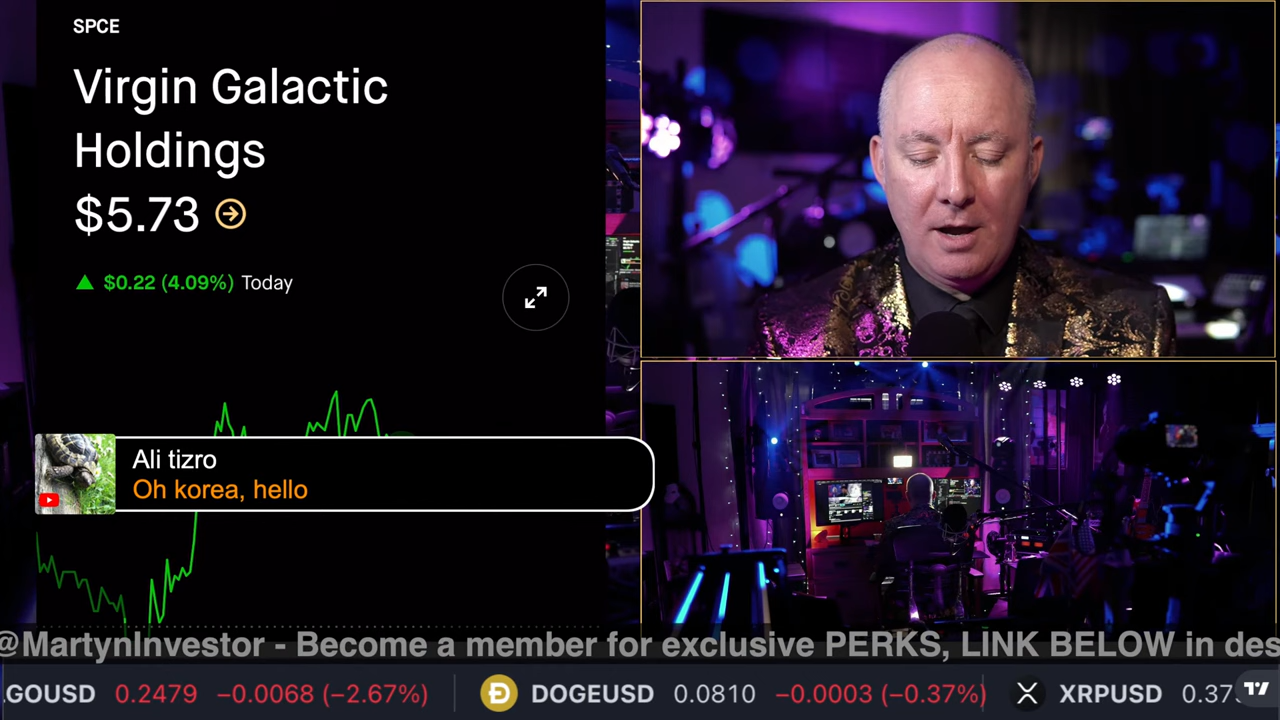 SPCE
Virgin Galactic
Holdings
$5.73
$0.22 (4.09%) Today
Ali tizro
Oh korea, hello
@MartynInvestor - Become a member for exclusive PERKS, LINK BELOW in des
.GOUSD 0.2479 −0.0068 (−2.67%) DOGEUSD 0.0810 −0.0003 (−0.37%) XRPUSD 0.373